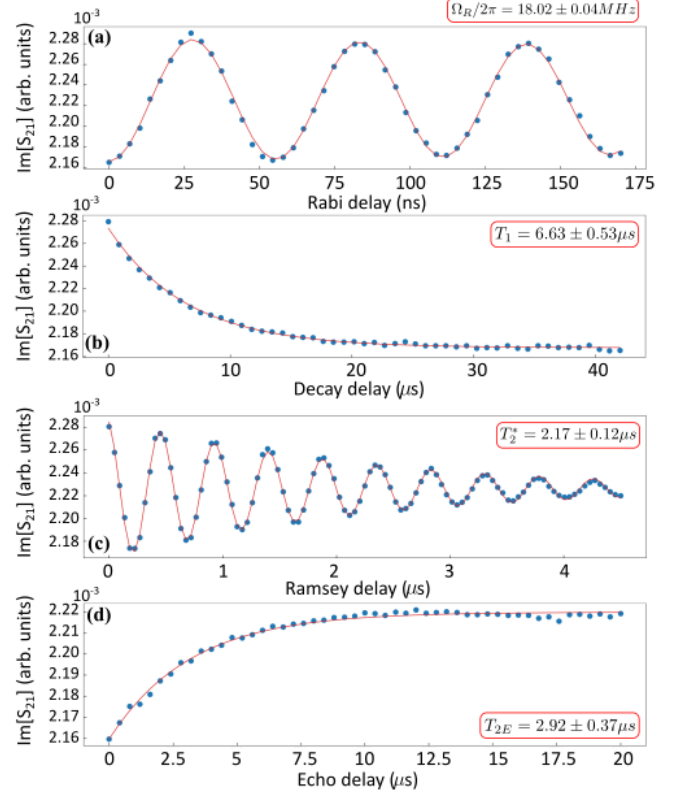 Ω_R/2π = 18.02 ± 0.04MHz
10⁻³
(a)
Im[S₂₁] (arb. units)
2.28
2.26
2.24
2.22
2.20
2.18
2.16
0 25 50 75 100 125 150 175
Rabi delay (ns)
10⁻³
T₁ = 6.63 ± 0.53μs
Im[S₂₁] (arb. units)
2.28
2.26
2.24
2.22
2.20
2.18
2.16
(b)
0 10 20 30 40
Decay delay (μs)
10⁻³
T₂* = 2.17 ± 0.12μs
Im[S₂₁] (arb. units)
2.28
2.26
2.24
2.22
2.20
2.18
(c)
0 1 2 3 4
Ramsey delay (μs)
10⁻³
(d)
Im[S₂₁] (arb. units)
2.22
2.21
2.20
2.19
2.18
2.17
2.16
T₂E = 2.92 ± 0.37μs
0 2.5 5.0 7.5 10 12.5 15.0 17.5 20
Echo delay (μs)